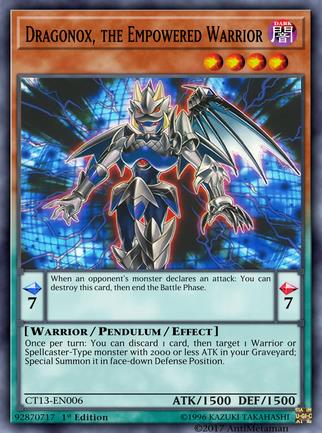 Dragonox, the Empowered Warrior
DARK
闇
When an opponent's monster declares an attack: You can
destroy this card, then end the Battle Phase.
7
7
[Warrior / Pendulum / Effect]
Once per turn: You can discard 1 card, then target 1 Warrior or
Spellcaster-Type monster with 2000 or less ATK in your Graveyard;
Special Summon it in face-down Defense Position.
CT13-EN006
ATK/1500 DEF/1500
92870717 1st Edition
©1996 KAZUKI TAKAHASHI
©2017 AntiMetaman